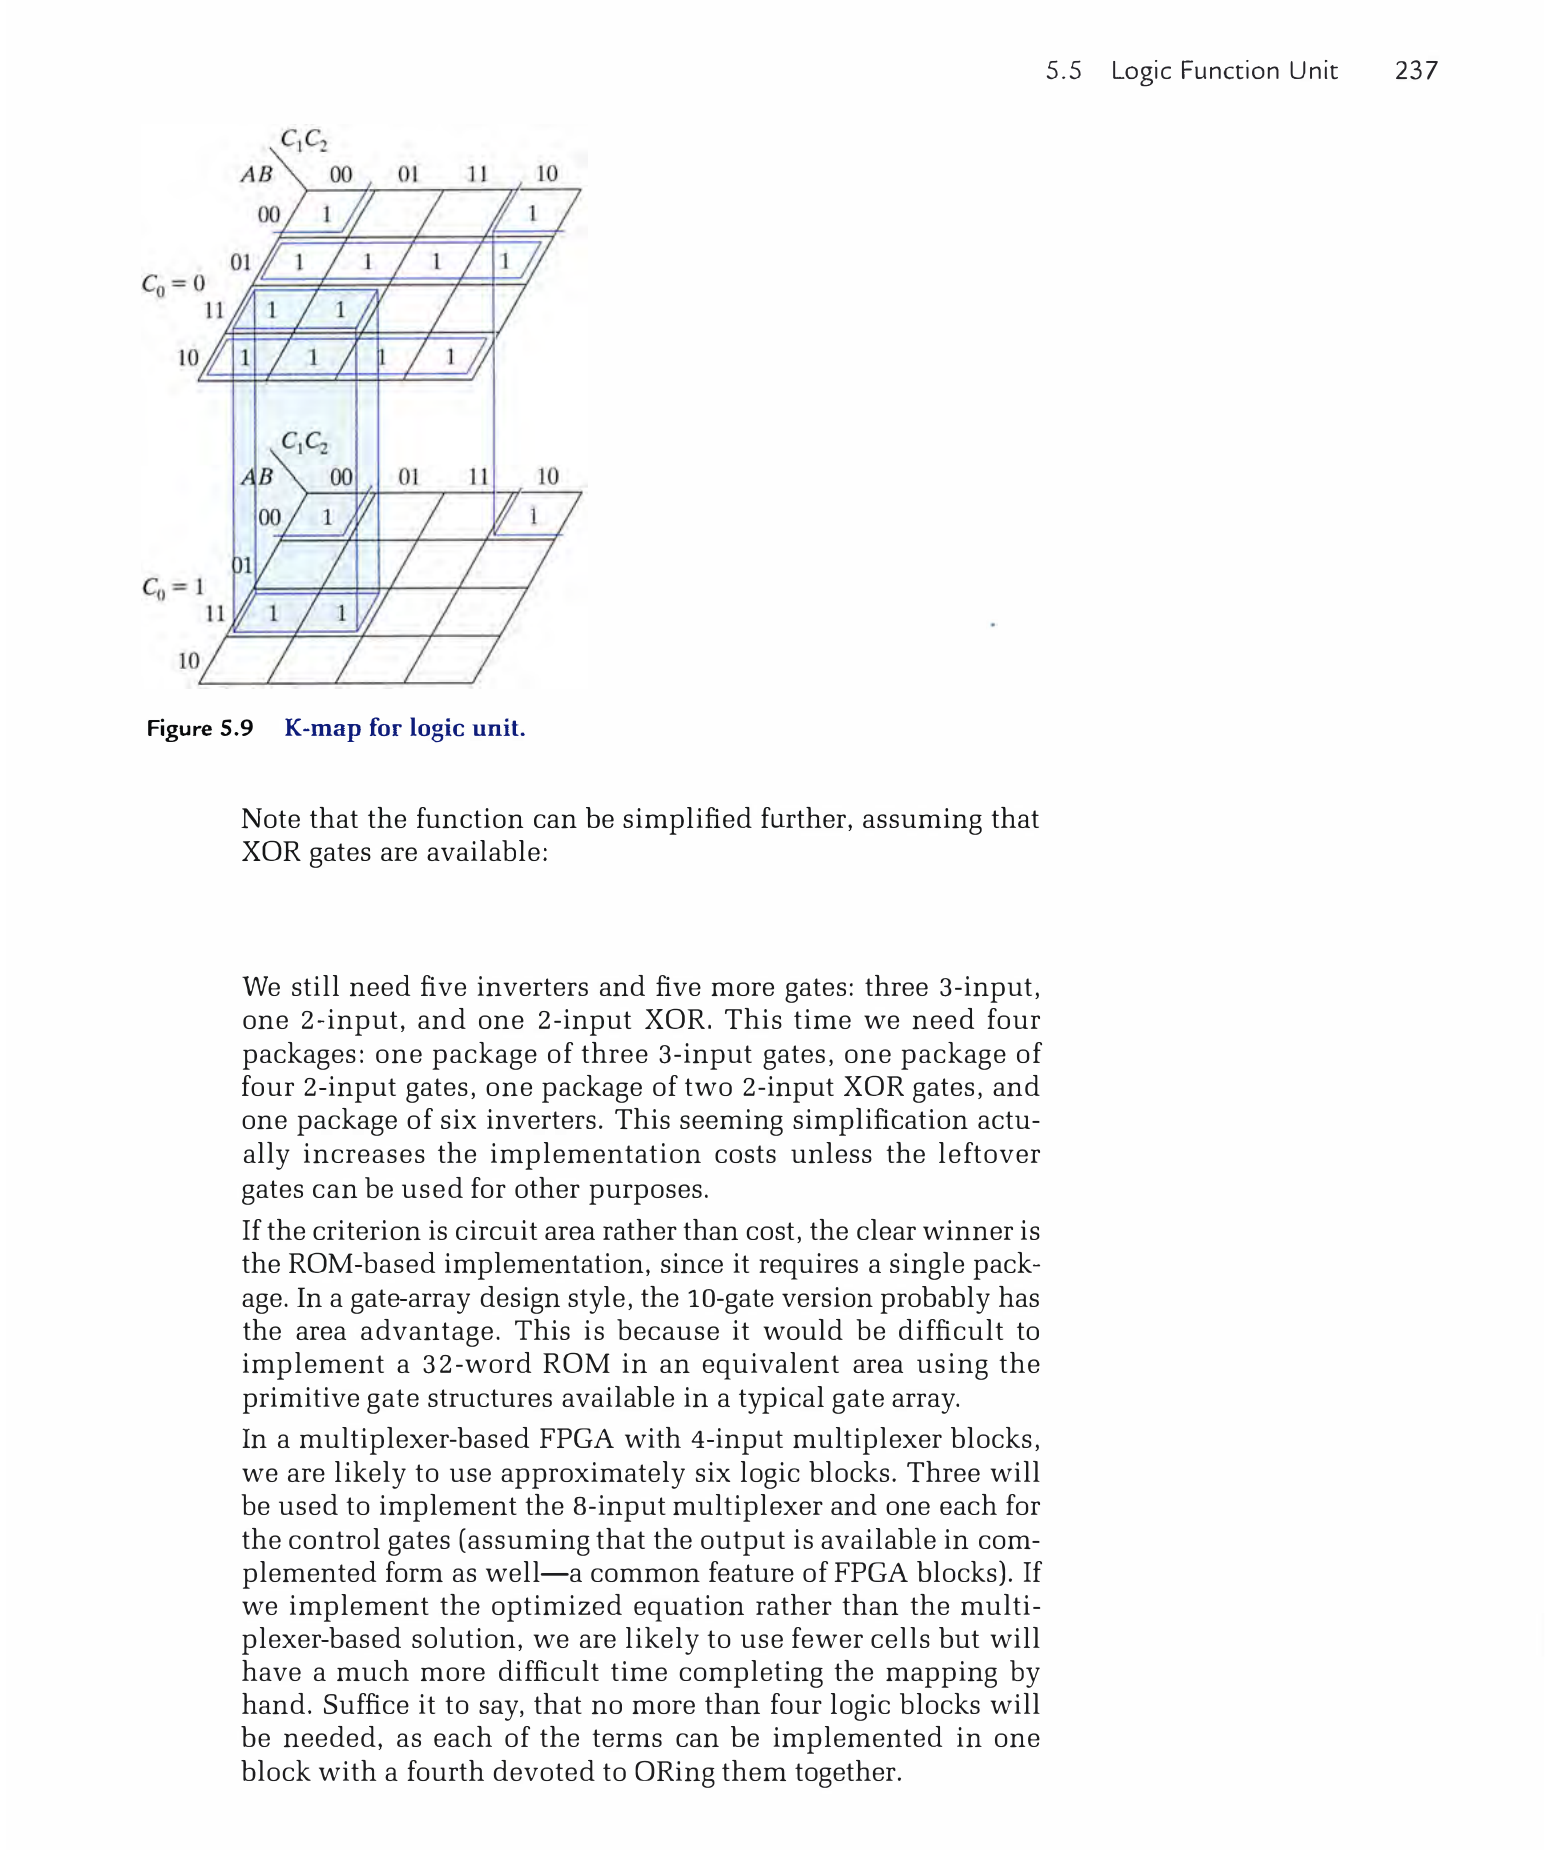 5.5 Logic Function Unit 237
C₁C₂
AB 00 01 11 10
00 1 1
01 1 1 1 1
C₀ = 0
11 1 1
10 1 1 1 1
C₁C₂
AB 00 01 11 10
00 1 1
01
C₀ = 1
11 1 1
10
Figure 5.9 K-map for logic unit.
Note that the function can be simplified further, assuming that
XOR gates are available:
We still need five inverters and five more gates: three 3-input,
one 2-input, and one 2-input XOR. This time we need four
packages: one package of three 3-input gates, one package of
four 2-input gates, one package of two 2-input XOR gates, and
one package of six inverters. This seeming simplification actu-
ally increases the implementation costs unless the leftover
gates can be used for other purposes.
If the criterion is circuit area rather than cost, the clear winner is
the ROM-based implementation, since it requires a single pack-
age. In a gate-array design style, the 10-gate version probably has
the area advantage. This is because it would be difficult to
implement a 32-word ROM in an equivalent area using the
primitive gate structures available in a typical gate array.
In a multiplexer-based FPGA with 4-input multiplexer blocks,
we are likely to use approximately six logic blocks. Three will
be used to implement the 8-input multiplexer and one each for
the control gates (assuming that the output is available in com-
plemented form as well—a common feature of FPGA blocks). If
we implement the optimized equation rather than the multi-
plexer-based solution, we are likely to use fewer cells but will
have a much more difficult time completing the mapping by
hand. Suffice it to say, that no more than four logic blocks will
be needed, as each of the terms can be implemented in one
block with a fourth devoted to ORing them together.